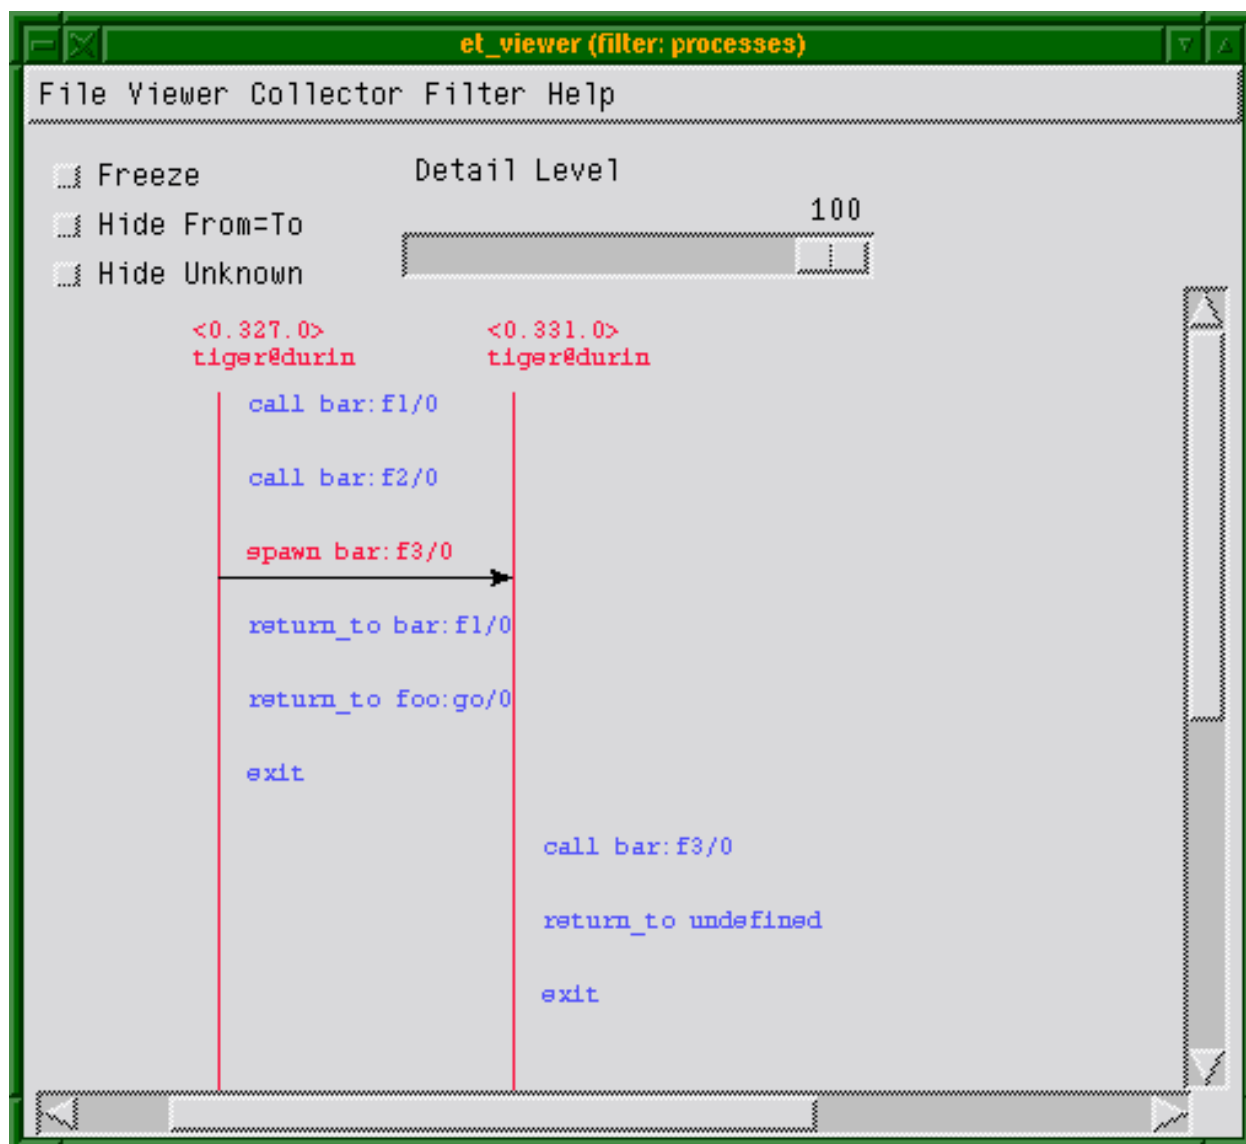 et_viewer (filter: processes)
File Viewer Collector Filter Help
Freeze
Detail Level
Hide From=To
100
Hide Unknown
<0.327.0> <0.331.0>
tiger@durin tiger@durin
call bar:f1/0
call bar:f2/0
spawn bar:f3/0
return_to bar:f1/0
return_to foo:go/0
exit
call bar:f3/0
return_to undefined
exit